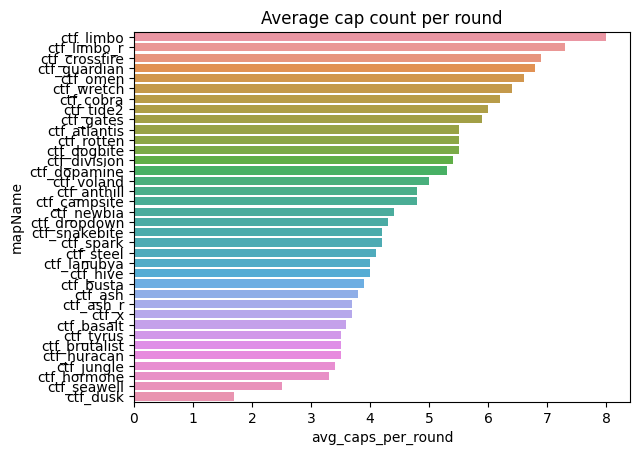 Average cap count per round
mapName
ctf_limbo
ctf_limbo_r
ctf_crossfire
ctf_guardian
ctf_omen
ctf_wretch
ctf_cobra
ctf_tide2
ctf_gates
ctf_atlantis
ctf_rotten
ctf_dogbite
ctf_division
ctf_dopamine
ctf_voland
ctf_anthill
ctf_campsite
ctf_newbia
ctf_dropdown
ctf_snakebite
ctf_spark
ctf_steel
ctf_lanubya
ctf_hive
ctf_busta
ctf_ash
ctf_ash_r
ctf_x
ctf_basalt
ctf_tyrus
ctf_brutalist
ctf_huracan
ctf_jungle
ctf_hormone
ctf_seawell
ctf_dusk
0 1 2 3 4 5 6 7 8
avg_caps_per_round